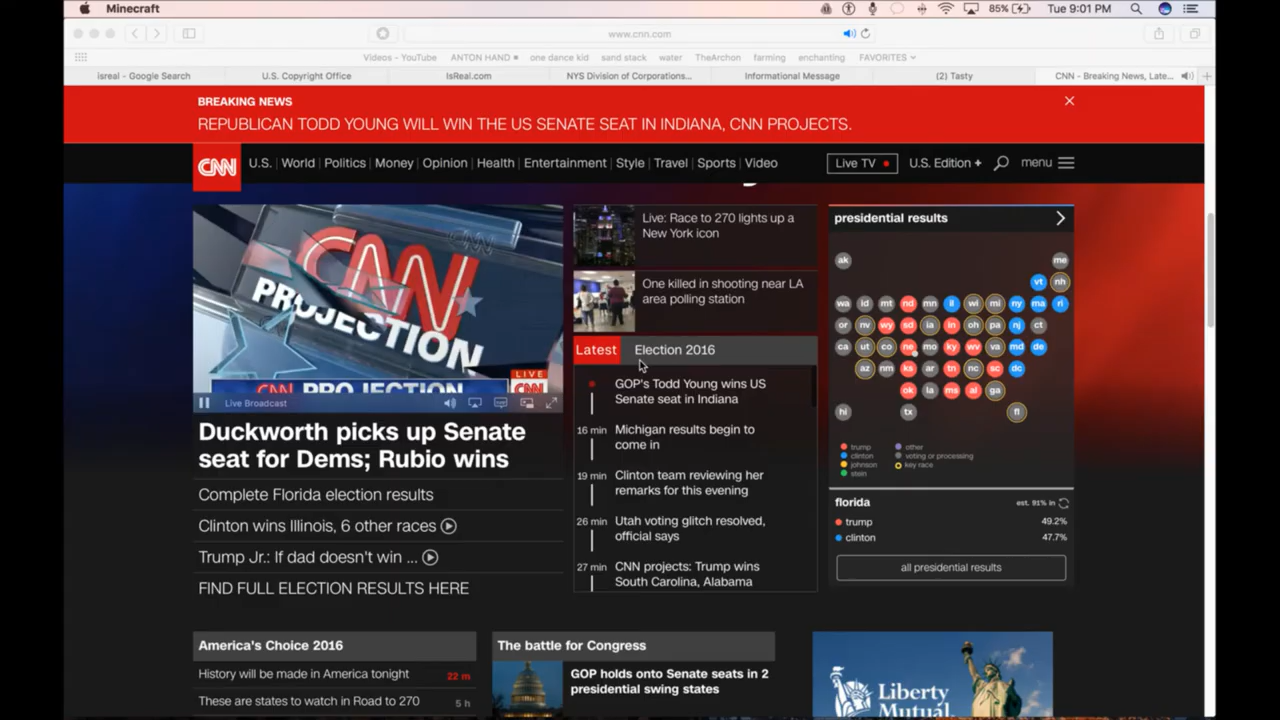 Minecraft
85%
Tue 9:01 PM
www.cnn.com
Videos - YouTube
ANTON HAND
one dance kid
sand stack
water
TheArchon
farming
enchanting
FAVORITES
isreal - Google Search
U.S. Copyright Office
IsReal.com
NYS Division of Corporations...
Informational Message
(2) Tasty
CNN - Breaking News, Late...
BREAKING NEWS
REPUBLICAN TODD YOUNG WILL WIN THE US SENATE SEAT IN INDIANA, CNN PROJECTS.
CNN
U.S. World Politics Money Opinion Health Entertainment Style Travel Sports Video
Live TV
U.S. Edition +
menu
CNN
PROJECTION
LIVE
CNN PROJECTION
Live Broadcast
Duckworth picks up Senate
seat for Dems; Rubio wins
Complete Florida election results
Clinton wins Illinois, 6 other races
Trump Jr.: If dad doesn't win ...
FIND FULL ELECTION RESULTS HERE
Live: Race to 270 lights up a
New York icon
One killed in shooting near LA
area polling station
Latest Election 2016
GOP's Todd Young wins US
Senate seat in Indiana
16 min Michigan results begin to
come in
19 min Clinton team reviewing her
remarks for this evening
26 min Utah voting glitch resolved,
official says
27 min CNN projects: Trump wins
South Carolina, Alabama
presidential results
ak me
vt nh
wa id mt nd mn il wi mi ny ma ri
or nv wy sd ia in oh pa nj ct
ca ut co ne mo ky wv va md de
az nm ks ar tn nc sc dc
ok la ms al ga
hi tx fl
trump
clinton
johnson
stein
other
voting or processing
key race
florida
est. 91% in
trump 49.2%
clinton 47.7%
all presidential results
America's Choice 2016
History will be made in America tonight 22 m
These are states to watch in Road to 270 5 h
The battle for Congress
GOP holds onto Senate seats in 2
presidential swing states
Liberty
Mutual